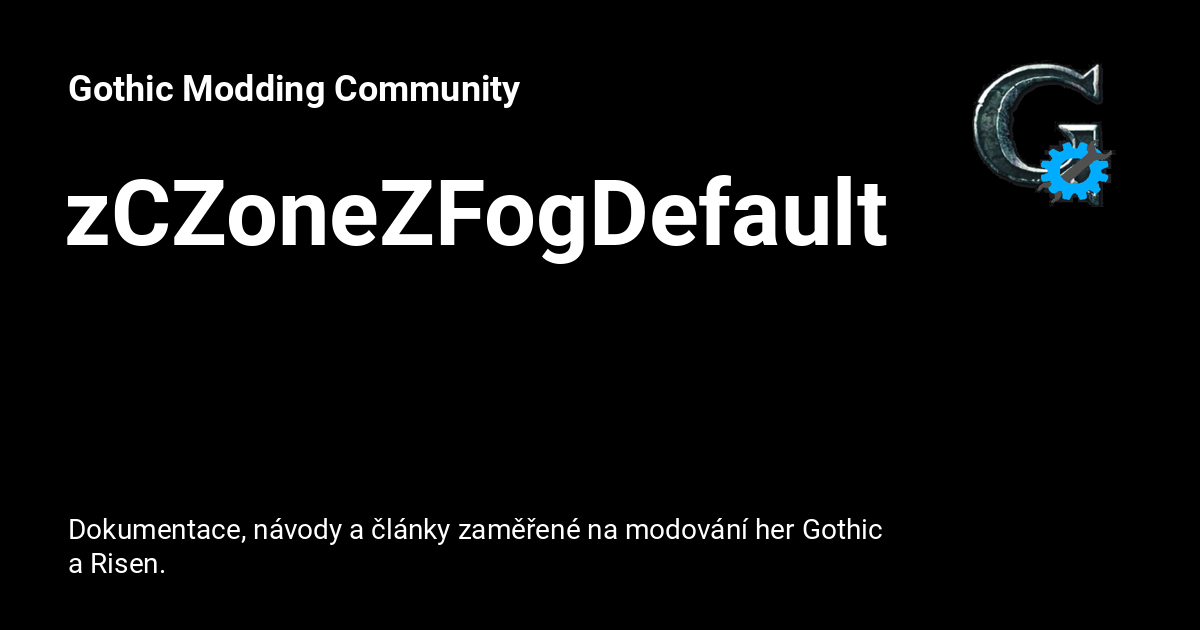 Gothic Modding Community
zCZoneZFogDefault
Dokumentace, návody a články zaměřené na modování her Gothic
a Risen.